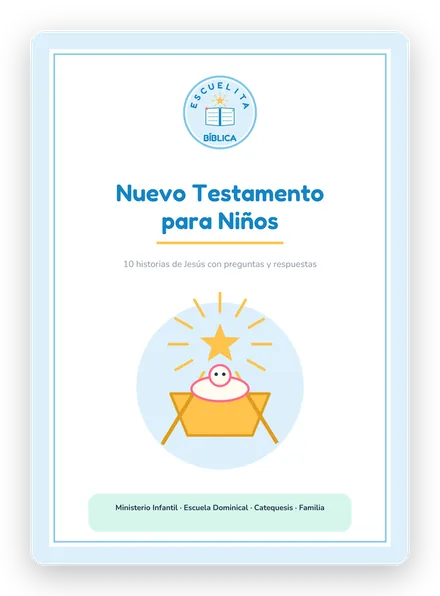 ESCUELITA
BÍBLICA
Nuevo Testamento
para Niños
10 historias de Jesús con preguntas y respuestas
Ministerio Infantil · Escuela Dominical · Catequesis · Familia